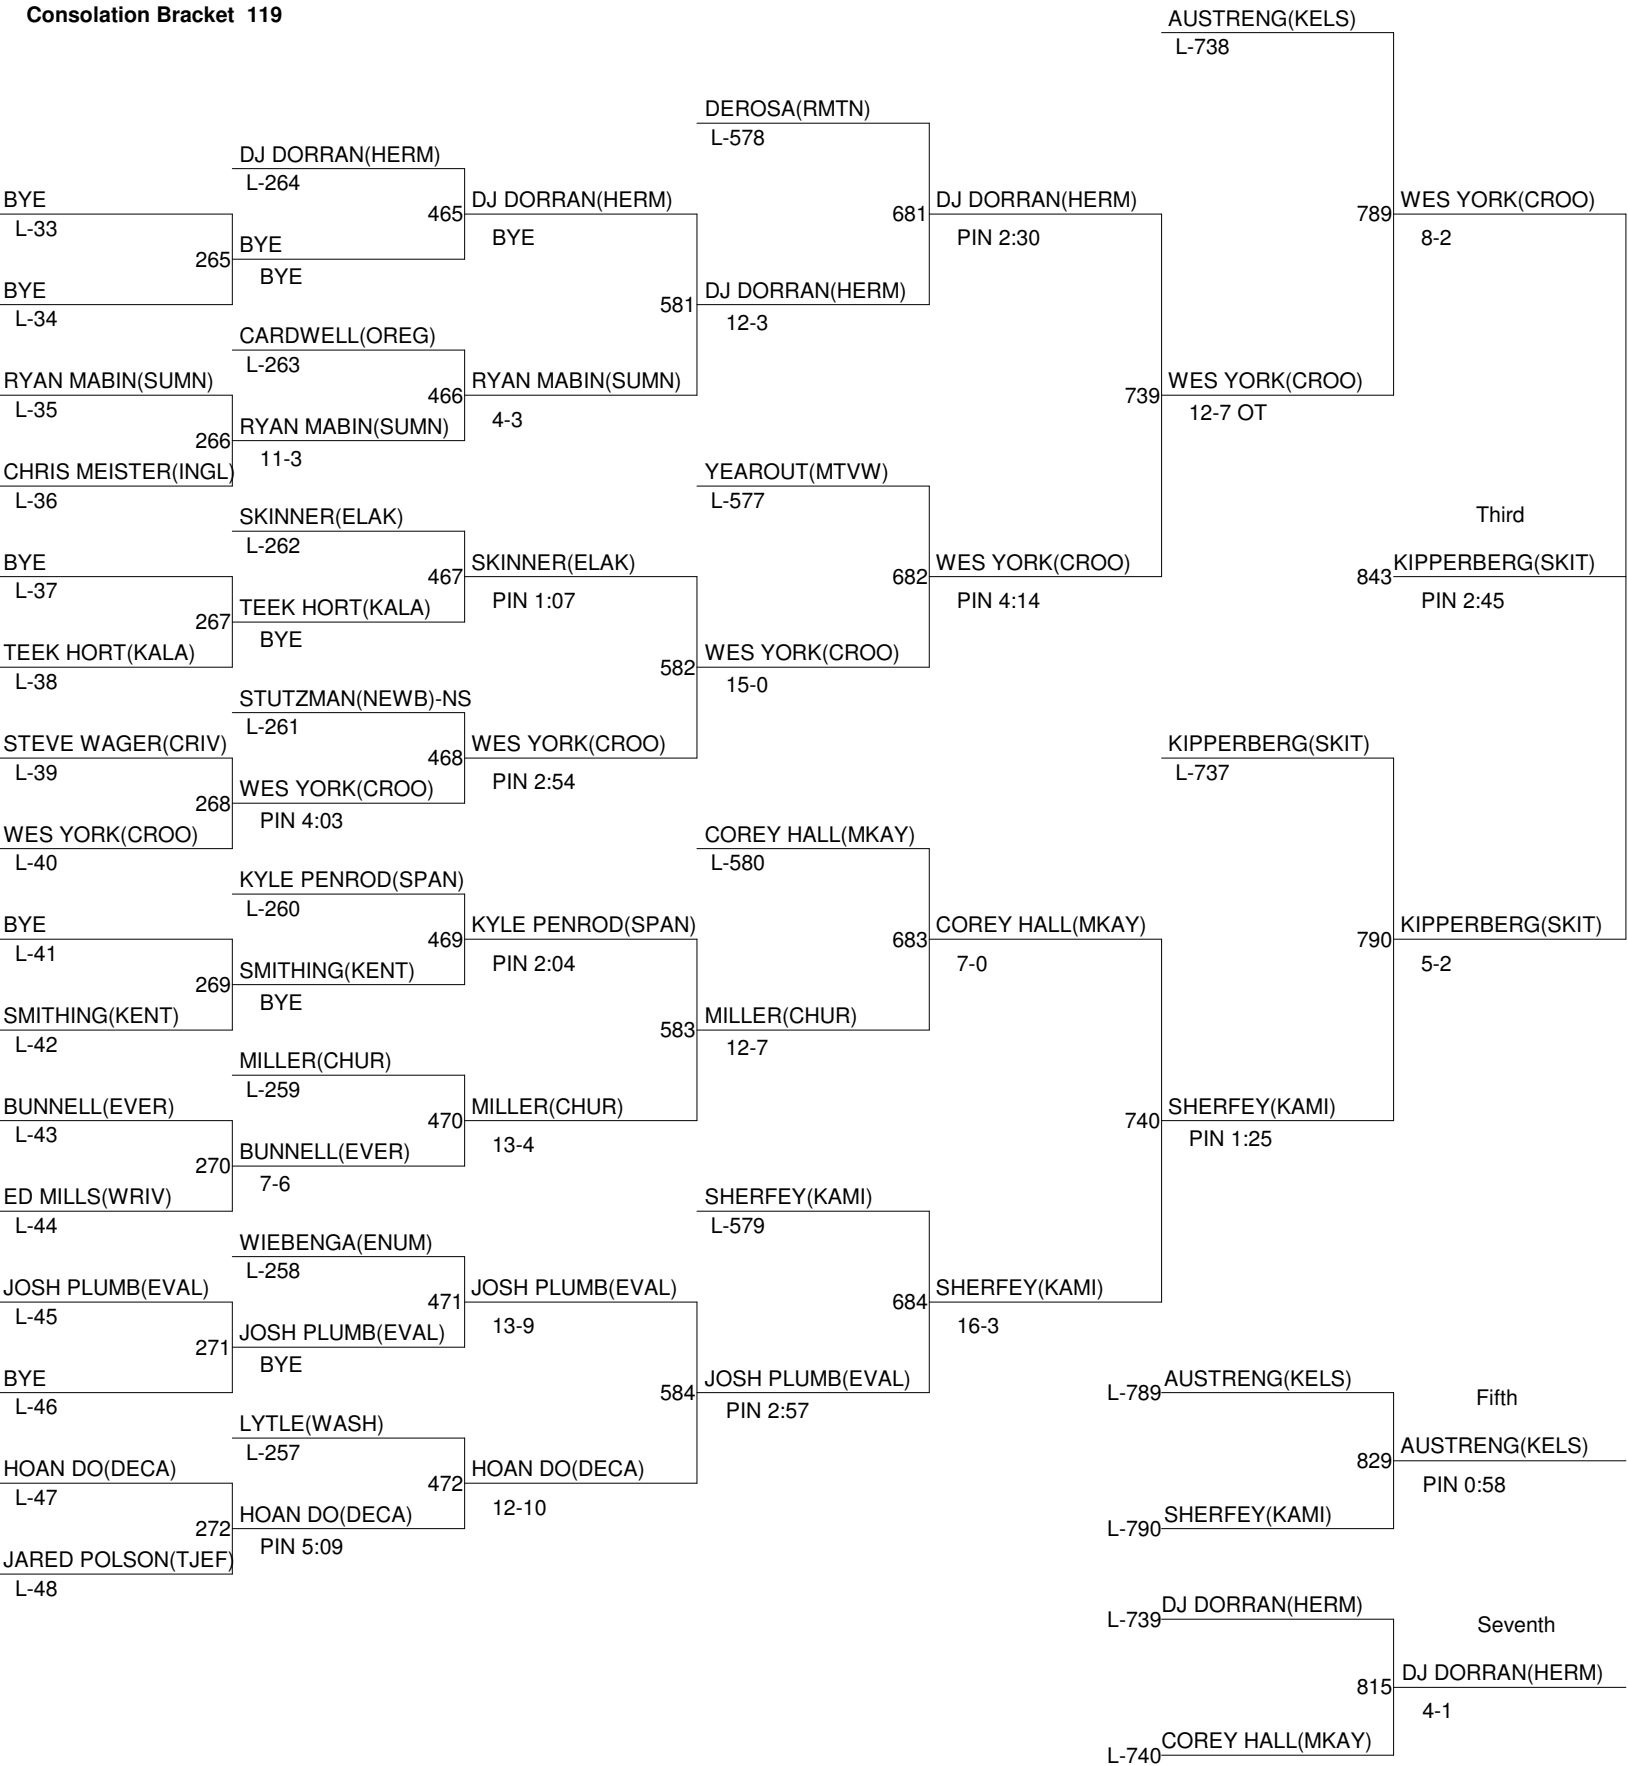 Consolation Bracket 119
BYE
L-33
BYE
L-34
RYAN MABIN(SUMN)
L-35
CHRIS MEISTER(INGL)
L-36
BYE
L-37
TEEK HORT(KALA)
L-38
STEVE WAGER(CRIV)
L-39
WES YORK(CROO)
L-40
BYE
L-41
SMITHING(KENT)
L-42
BUNNELL(EVER)
L-43
ED MILLS(WRIV)
L-44
JOSH PLUMB(EVAL)
L-45
BYE
L-46
HOAN DO(DECA)
L-47
JARED POLSON(TJEF)
L-48
DJ DORRAN(HERM)
L-264
265
BYE
BYE
CARDWELL(OREG)
L-263
266
RYAN MABIN(SUMN)
11-3
SKINNER(ELAK)
L-262
267
TEEK HORT(KALA)
BYE
STUTZMAN(NEWB)-NS
L-261
268
WES YORK(CROO)
PIN 4:03
KYLE PENROD(SPAN)
L-260
269
SMITHING(KENT)
BYE
MILLER(CHUR)
L-259
270
BUNNELL(EVER)
7-6
WIEBENGA(ENUM)
L-258
271
JOSH PLUMB(EVAL)
BYE
LYTLE(WASH)
L-257
272
HOAN DO(DECA)
PIN 5:09
465
DJ DORRAN(HERM)
BYE
466
RYAN MABIN(SUMN)
4-3
467
SKINNER(ELAK)
PIN 1:07
468
WES YORK(CROO)
PIN 2:54
469
KYLE PENROD(SPAN)
PIN 2:04
470
MILLER(CHUR)
13-4
471
JOSH PLUMB(EVAL)
13-9
472
HOAN DO(DECA)
12-10
DEROSA(RMTN)
L-578
581
DJ DORRAN(HERM)
12-3
YEAROUT(MTVW)
L-577
582
WES YORK(CROO)
15-0
COREY HALL(MKAY)
L-580
583
MILLER(CHUR)
12-7
SHERFEY(KAMI)
L-579
584
JOSH PLUMB(EVAL)
PIN 2:57
681
DJ DORRAN(HERM)
PIN 2:30
682
WES YORK(CROO)
PIN 4:14
683
COREY HALL(MKAY)
7-0
684
SHERFEY(KAMI)
16-3
AUSTRENG(KELS)
L-738
739
WES YORK(CROO)
12-7 OT
KIPPERBERG(SKIT)
L-737
740
SHERFEY(KAMI)
PIN 1:25
789
WES YORK(CROO)
8-2
790
KIPPERBERG(SKIT)
5-2
Third
843
KIPPERBERG(SKIT)
PIN 2:45
L-789
AUSTRENG(KELS)
L-790
SHERFEY(KAMI)
Fifth
829
AUSTRENG(KELS)
PIN 0:58
L-739
DJ DORRAN(HERM)
L-740
COREY HALL(MKAY)
Seventh
815
DJ DORRAN(HERM)
4-1